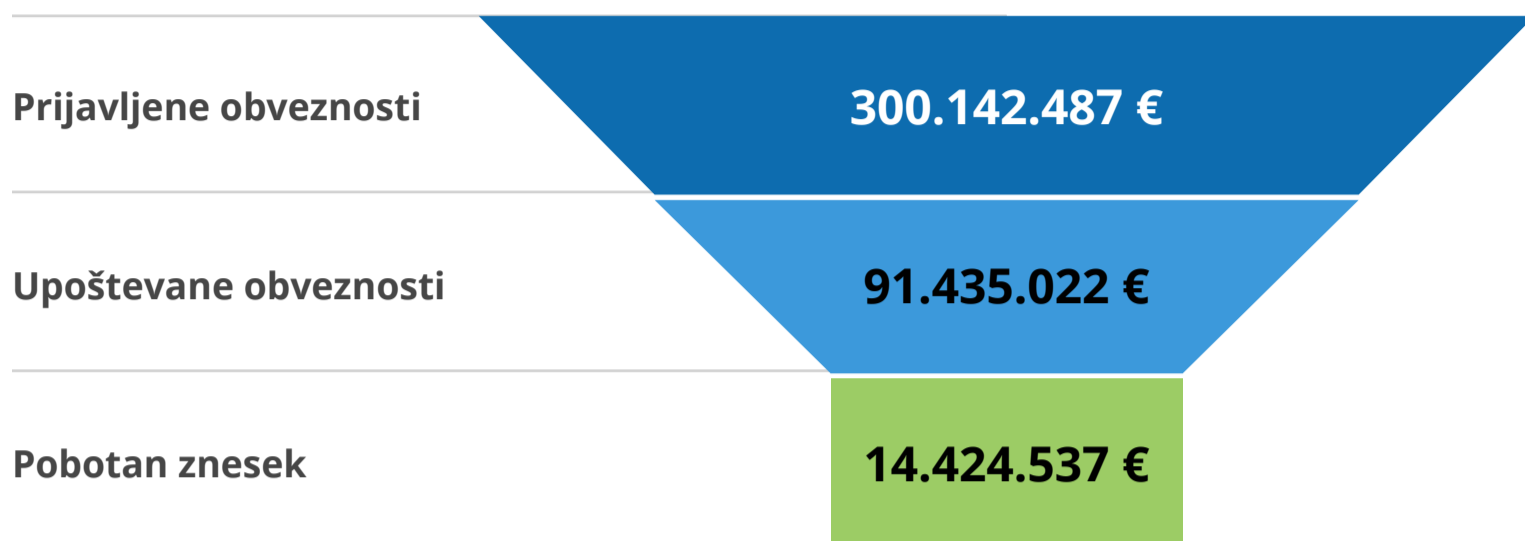 Prijavljene obveznosti 300.142.487 €
Upoštevane obveznosti 91.435.022 €
Pobotan znesek 14.424.537 €